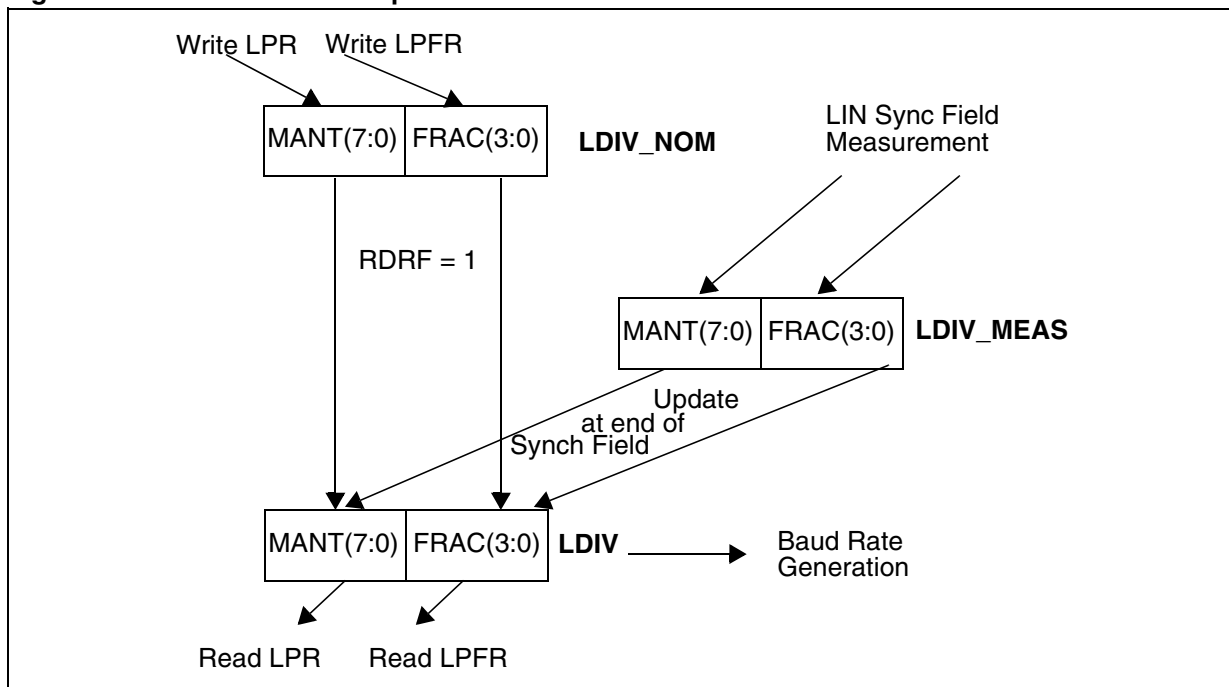 Write LPR Write LPFR
MANT(7:0) FRAC(3:0) LDIV_NOM
LIN Sync Field
Measurement
RDRF = 1
MANT(7:0) FRAC(3:0) LDIV_MEAS
Update
at end of
Synch Field
MANT(7:0) FRAC(3:0) LDIV
Baud Rate
Generation
Read LPR Read LPFR